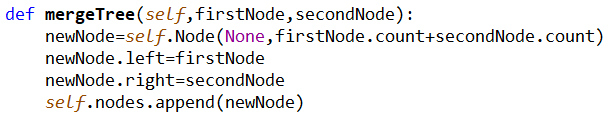 def mergeTree(self,firstNode,secondNode):
    newNode=self.Node(None,firstNode.count+secondNode.count)
    newNode.left=firstNode
    newNode.right=secondNode
    self.nodes.append(newNode)